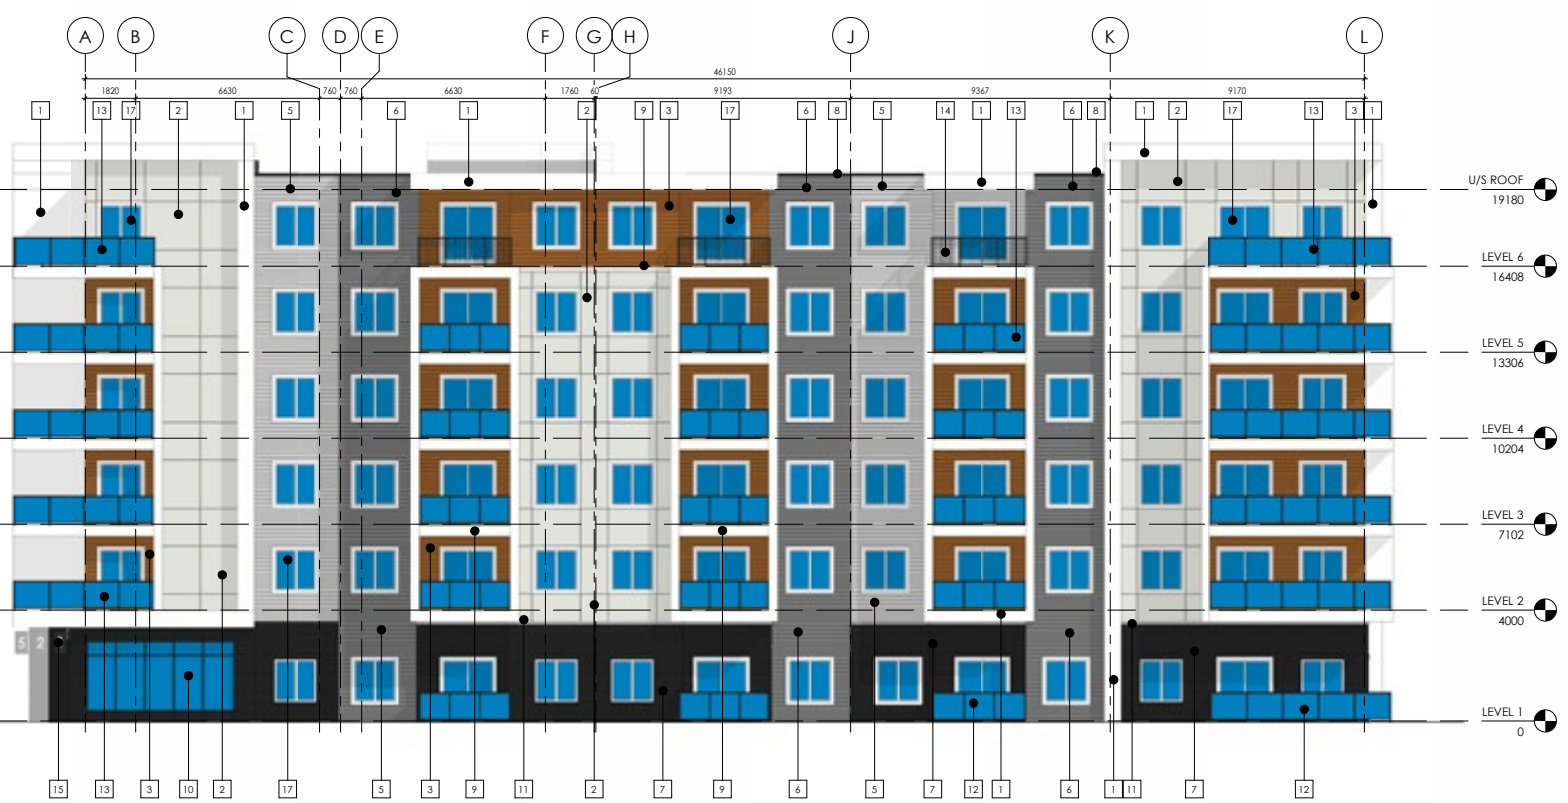 A B C D E F G H J K L
46150
1820 6630 760 760 6630 1760 60 9193 9367 9170
1 13 17 2 1 5 6 1 2 9 3 17 6 8 5 14 1 13 6 8 1 2 17 13 3 1
U/S ROOF
19180
LEVEL 6
16408
LEVEL 5
13306
LEVEL 4
10204
LEVEL 3
7102
LEVEL 2
4000
5 2
LEVEL 1
0
15 13 3 10 2 17 5 3 9 11 2 7 9 6 5 7 12 1 6 1 11 7 12